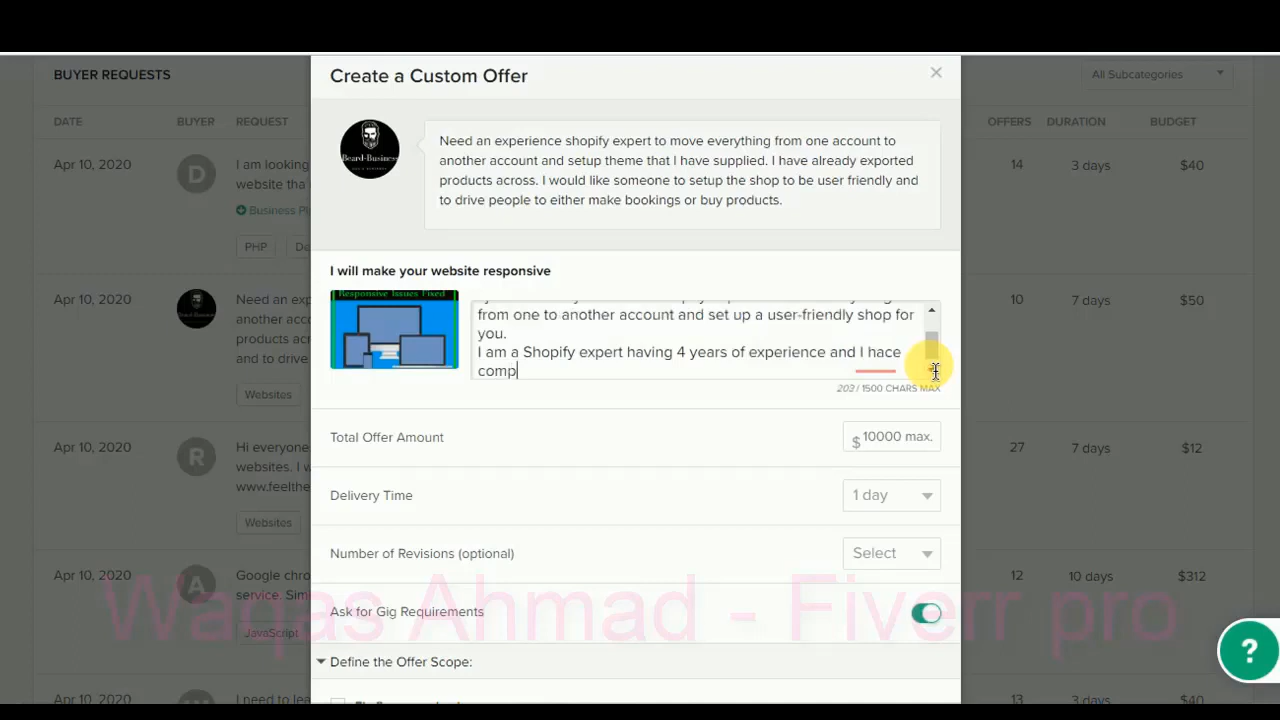 BUYER REQUESTS
Create a Custom Offer
×
All Subcategories
DATE BUYER REQUEST OFFERS DURATION BUDGET
Need an experience shopify expert to move everything from one account to
another account and setup theme that I have supplied. I have already exported
products across. I would like someone to setup the shop to be user friendly and
to drive people to either make bookings or buy products.
Beard-Business
Apr 10, 2020 D I am looking 14 3 days $40
website tha
Business Pl
PHP
I will make your website responsive
Responsive Issues Fixed
from one to another account and set up a user-friendly shop for
you.
I am a Shopify expert having 4 years of experience and I hace
comp
203 / 1500 CHARS MAX
Apr 10, 2020 Need an exp 10 7 days $50
another acc
products acr
and to drive
Websites
Total Offer Amount $ 10000 max.
Apr 10, 2020 R Hi everyone 27 7 days $12
websites. I w
www.feelthe
Websites
Delivery Time 1 day
Number of Revisions (optional) Select
Apr 10, 2020 A Google chro 12 10 days $312
service. Sim
JavaScript
Ask for Gig Requirements
Waqas Ahmad - Fiverr pro
Define the Offer Scope:
?
Apr 10, 2020 I need to lea 13 3 days $40